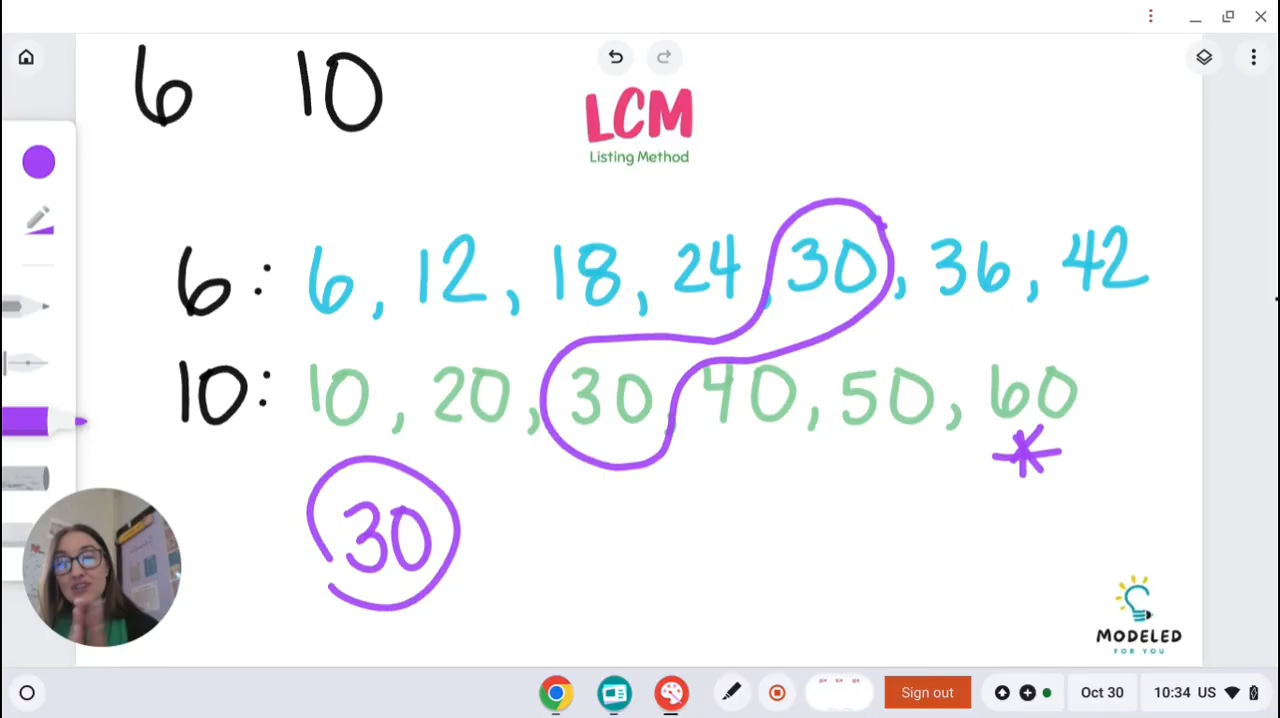 6 10
LCM
Listing Method
6: 6, 12, 18, 24, 30, 36, 42
10: 10, 20, 30, 40, 50, 60
*
30
MODELED
FOR YOU
Sign out
Oct 30
10:34 US